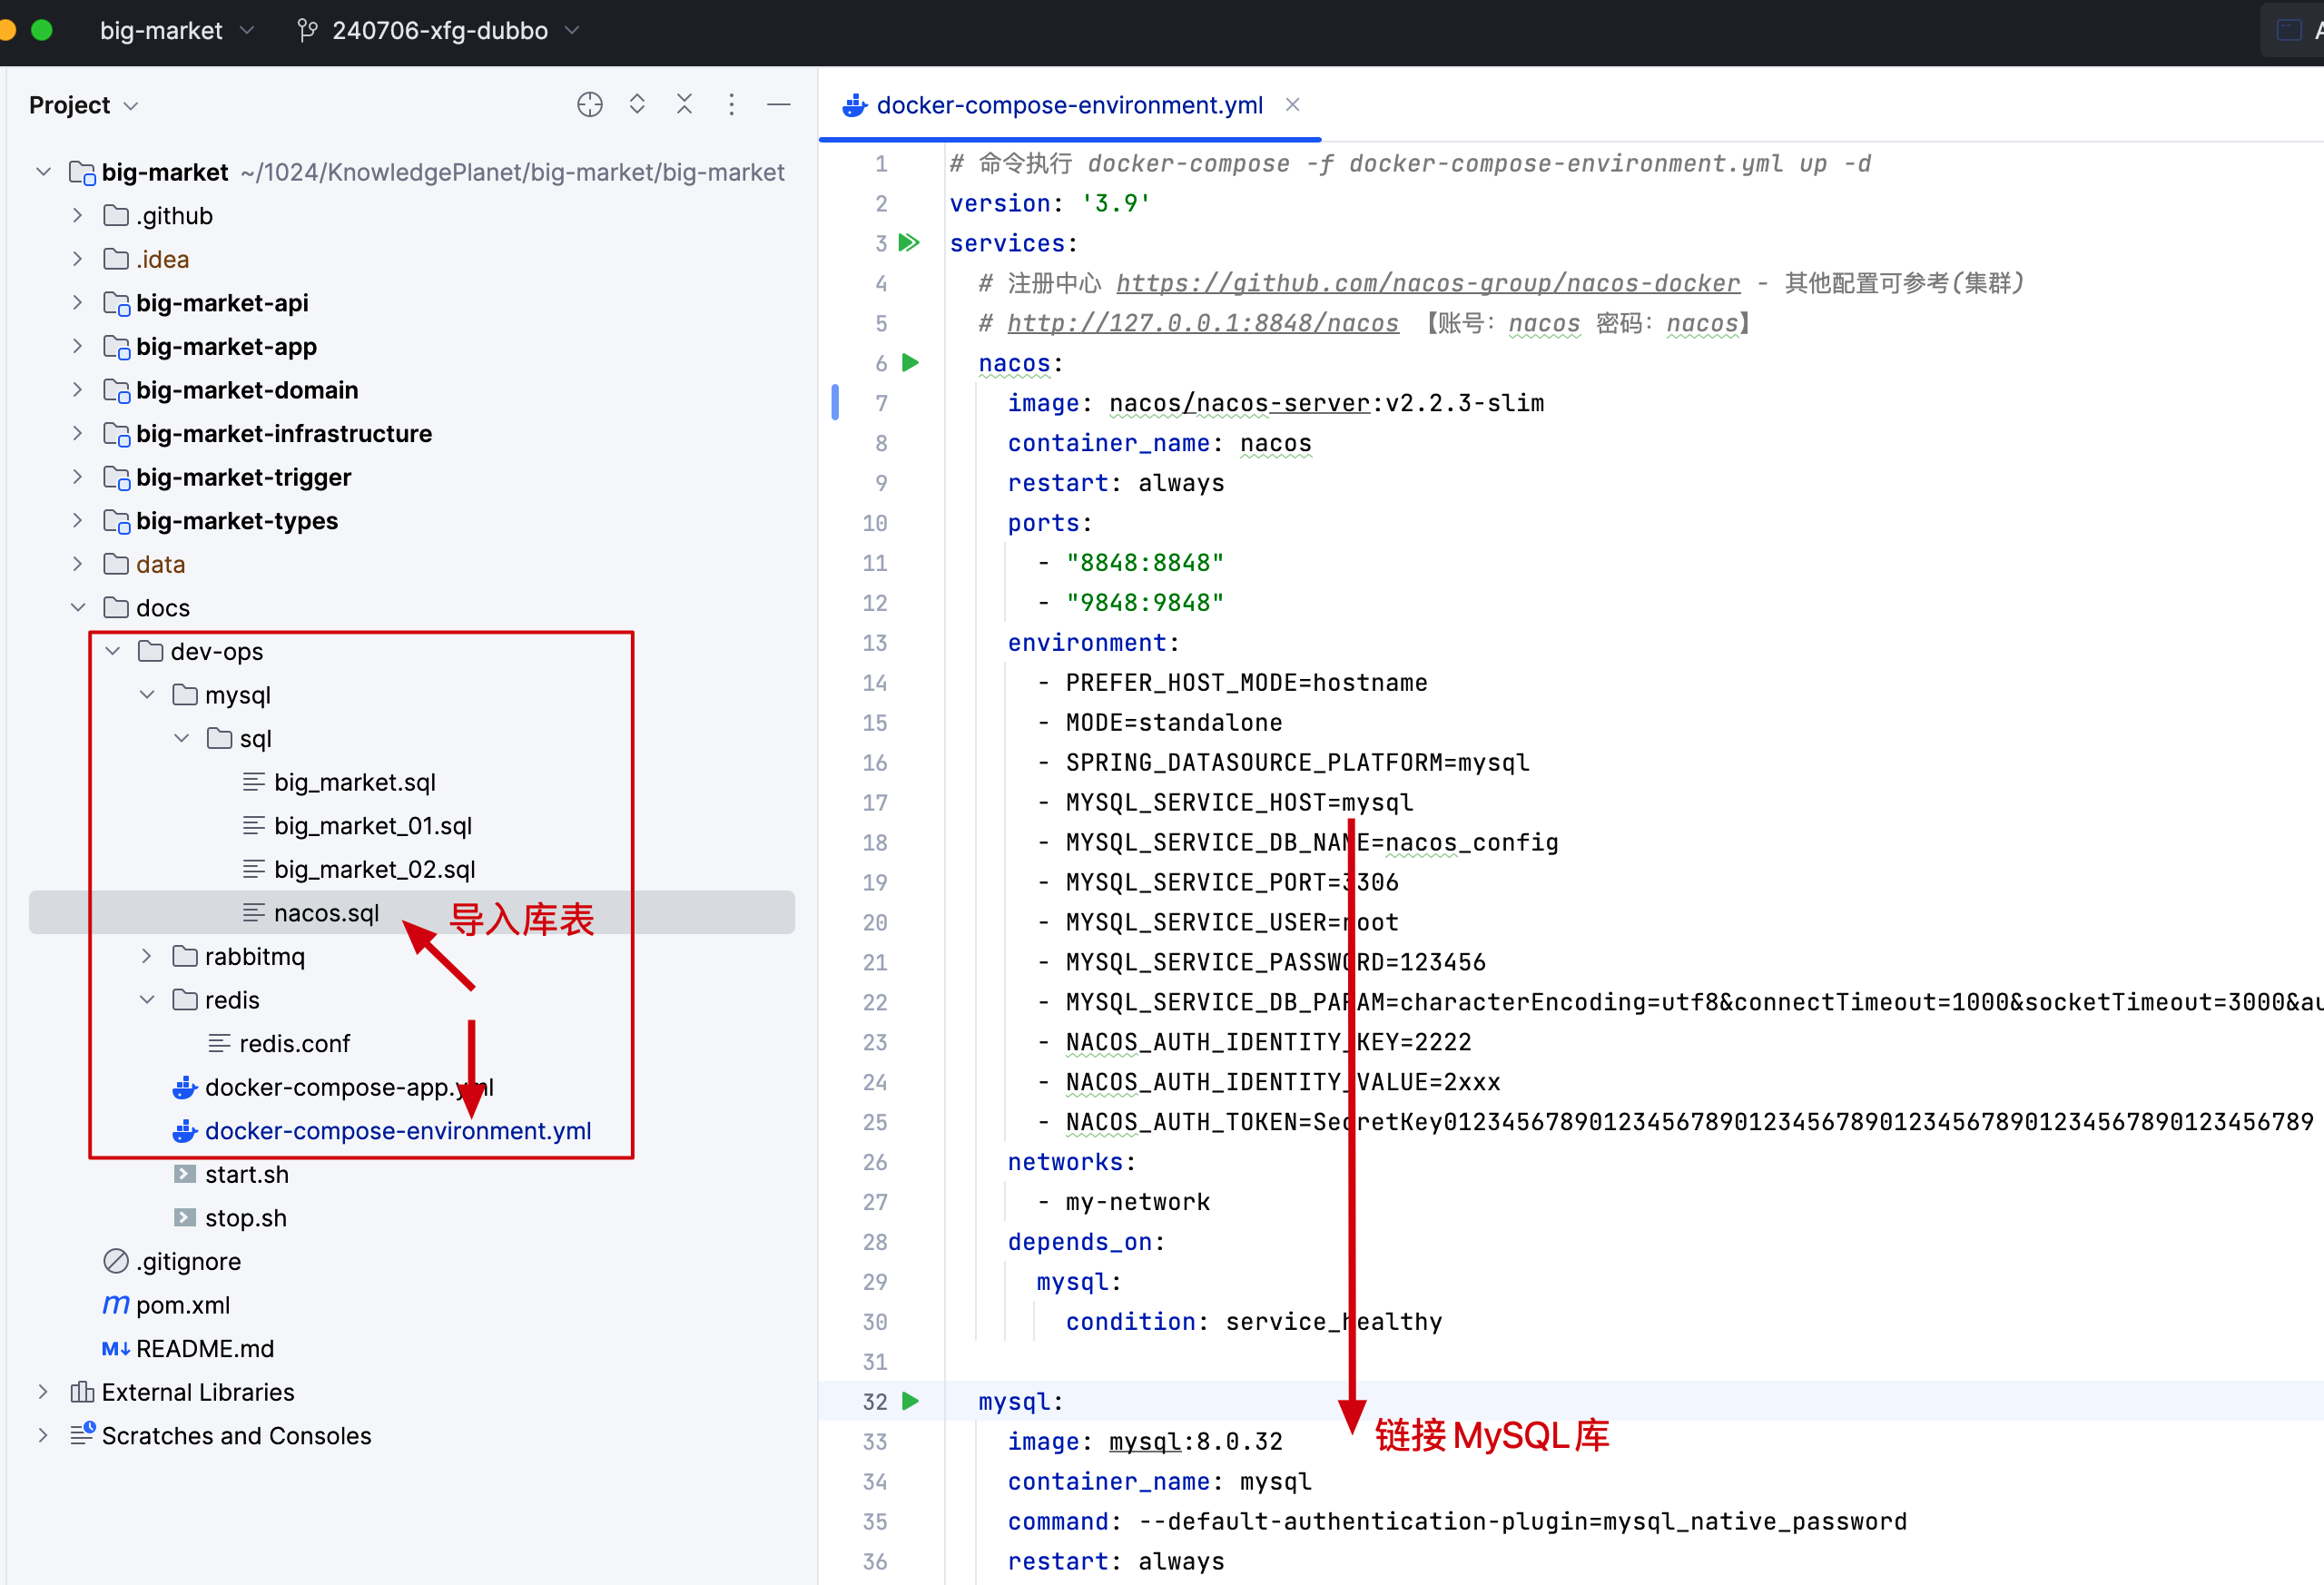 big-market
240706-xfg-dubbo
Project
big-market ~/1024/KnowledgePlanet/big-market/big-market
.github
.idea
big-market-api
big-market-app
big-market-domain
big-market-infrastructure
big-market-trigger
big-market-types
data
docs
dev-ops
mysql
sql
big_market.sql
big_market_01.sql
big_market_02.sql
nacos.sql
导入库表
rabbitmq
redis
redis.conf
docker-compose-app.yml
docker-compose-environment.yml
start.sh
stop.sh
.gitignore
pom.xml
README.md
External Libraries
Scratches and Consoles
docker-compose-environment.yml
1 # 命令执行 docker-compose -f docker-compose-environment.yml up -d
2 version: '3.9'
3 services:
4 # 注册中心 https://github.com/nacos-group/nacos-docker - 其他配置可参考(集群)
5 # http://127.0.0.1:8848/nacos 【账号：nacos 密码：nacos】
6 nacos:
7 image: nacos/nacos-server:v2.2.3-slim
8 container_name: nacos
9 restart: always
10 ports:
11 - "8848:8848"
12 - "9848:9848"
13 environment:
14 - PREFER_HOST_MODE=hostname
15 - MODE=standalone
16 - SPRING_DATASOURCE_PLATFORM=mysql
17 - MYSQL_SERVICE_HOST=mysql
18 - MYSQL_SERVICE_DB_NAME=nacos_config
19 - MYSQL_SERVICE_PORT=3306
20 - MYSQL_SERVICE_USER=root
21 - MYSQL_SERVICE_PASSWORD=123456
22 - MYSQL_SERVICE_DB_PARAM=characterEncoding=utf8&connectTimeout=1000&socketTimeout=3000&au
23 - NACOS_AUTH_IDENTITY_KEY=2222
24 - NACOS_AUTH_IDENTITY_VALUE=2xxx
25 - NACOS_AUTH_TOKEN=SecretKey012345678901234567890123456789012345678901234567890123456789
26 networks:
27 - my-network
28 depends_on:
29 mysql:
30 condition: service_healthy
31
32 mysql:
33 image: mysql:8.0.32
链接MySQL库
34 container_name: mysql
35 command: --default-authentication-plugin=mysql_native_password
36 restart: always